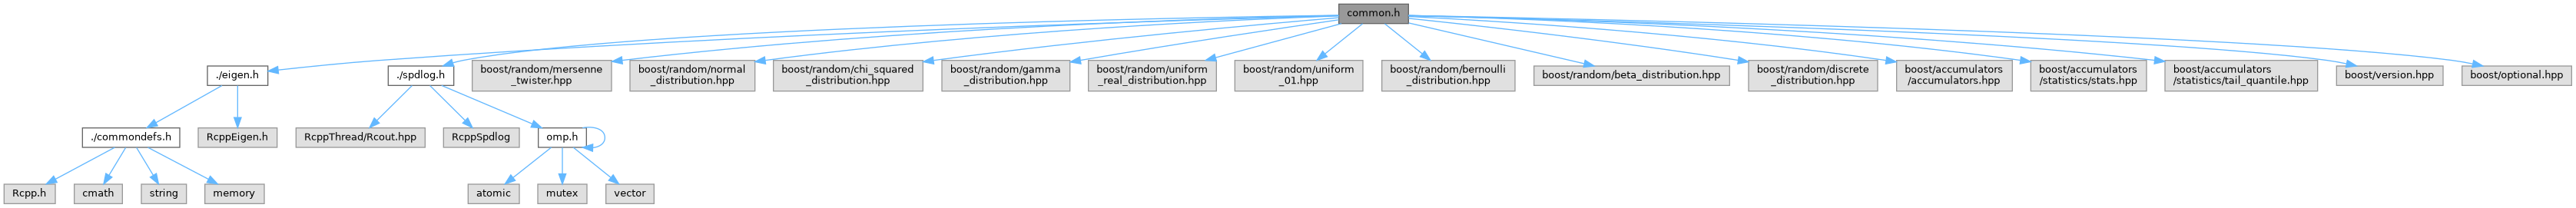 common.h
./eigen.h
./spdlog.h
boost/random/mersenne
_twister.hpp
boost/random/normal
_distribution.hpp
boost/random/chi_squared
_distribution.hpp
boost/random/gamma
_distribution.hpp
boost/random/uniform
_real_distribution.hpp
boost/random/uniform
_01.hpp
boost/random/bernoulli
_distribution.hpp
boost/random/beta_distribution.hpp
boost/random/discrete
_distribution.hpp
boost/accumulators
/accumulators.hpp
boost/accumulators
/statistics/stats.hpp
boost/accumulators
/statistics/tail_quantile.hpp
boost/version.hpp
boost/optional.hpp
./commondefs.h
RcppEigen.h
RcppThread/Rcout.hpp
RcppSpdlog
omp.h
Rcpp.h
cmath
string
memory
atomic
mutex
vector